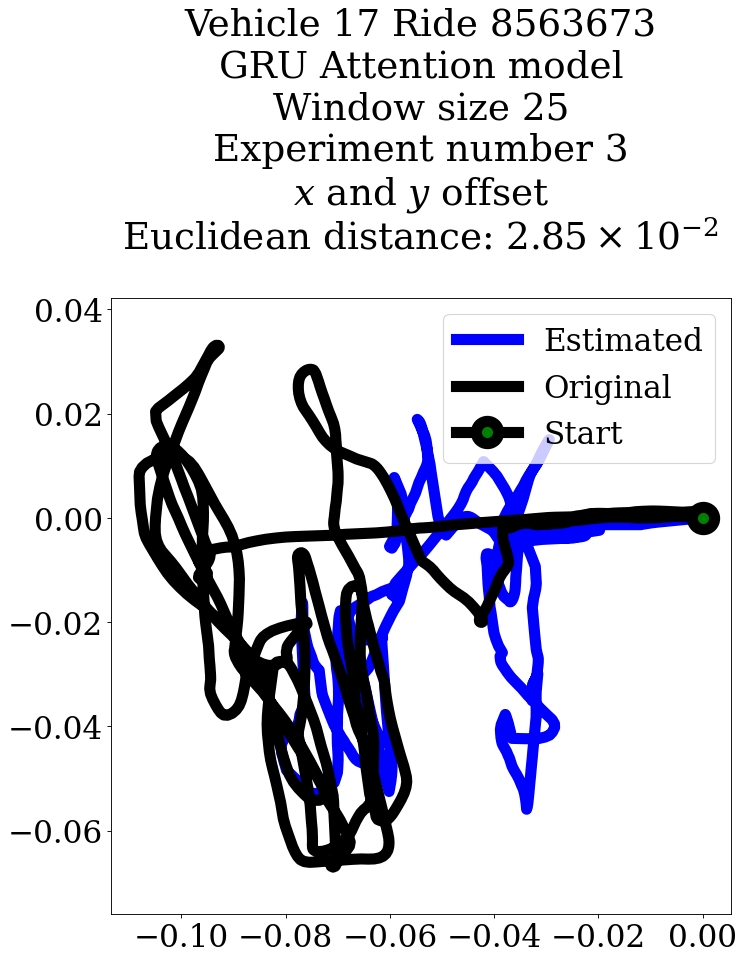 Vehicle 17 Ride 8563673
GRU Attention model
Window size 25
Experiment number 3
x and y offset
Euclidean distance: 2.85 × 10⁻²
0.04
0.02
0.00
−0.02
−0.04
−0.06
Estimated
Original
Start
−0.10 −0.08 −0.06 −0.04 −0.02 0.00